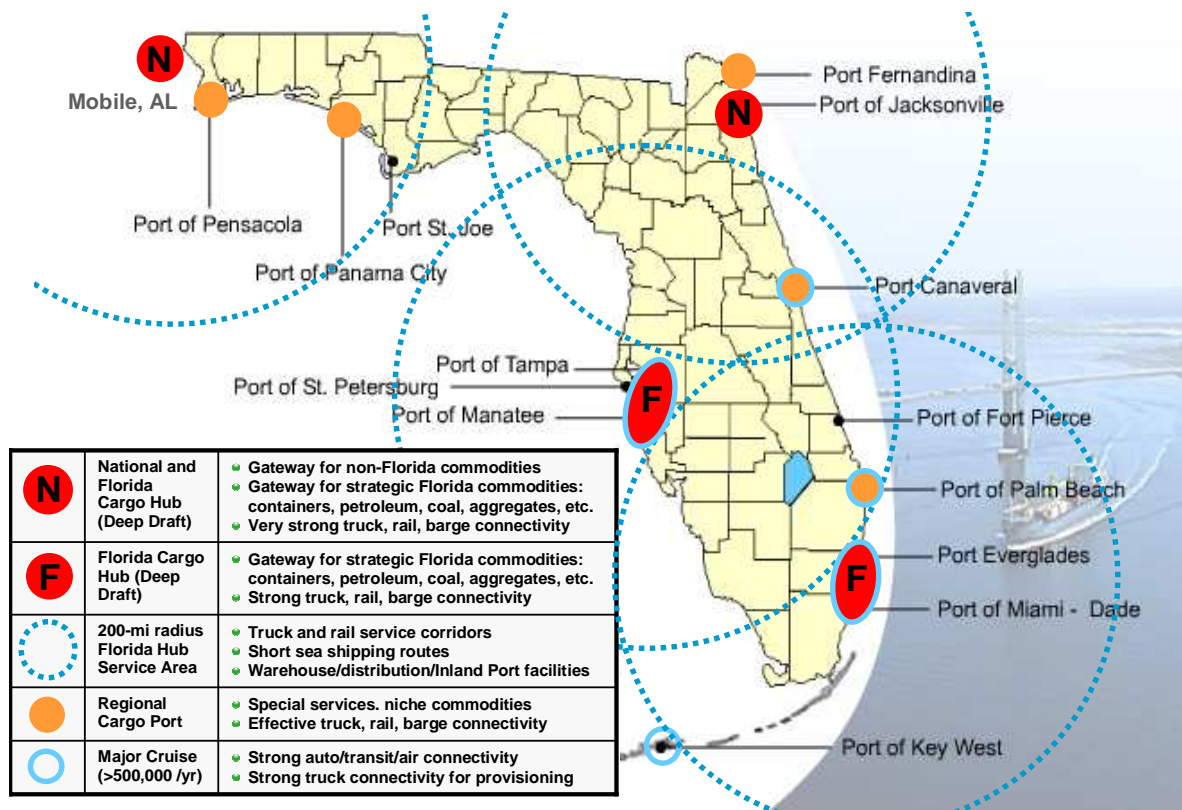 N
Mobile, AL
Port Fernandina
Port of Jacksonville
N
Port of Pensacola
Port St. Joe
Port of Panama City
Port Canaveral
Port of Tampa
Port of St. Petersburg
Port of Manatee
F
Port of Fort Pierce
Port of Palm Beach
Port Everglades
F
Port of Miami - Dade
Port of Key West
N
National and
Florida
Cargo Hub
(Deep Draft)
Gateway for non-Florida commodities
Gateway for strategic Florida commodities:
containers, petroleum, coal, aggregates, etc.
Very strong truck, rail, barge connectivity
F
Florida Cargo
Hub (Deep
Draft)
Gateway for strategic Florida commodities:
containers, petroleum, coal, aggregates, etc.
Strong truck, rail, barge connectivity
200-mi radius
Florida Hub
Service Area
Truck and rail service corridors
Short sea shipping routes
Warehouse/distribution/Inland Port facilities
Regional
Cargo Port
Special services. niche commodities
Effective truck, rail, barge connectivity
Major Cruise
(>500,000 /yr)
Strong auto/transit/air connectivity
Strong truck connectivity for provisioning